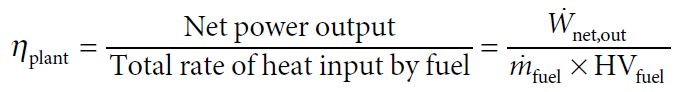 η_plant = Net power output / Total rate of heat input by fuel = Ẇ_net,out / ṁ_fuel × HV_fuel